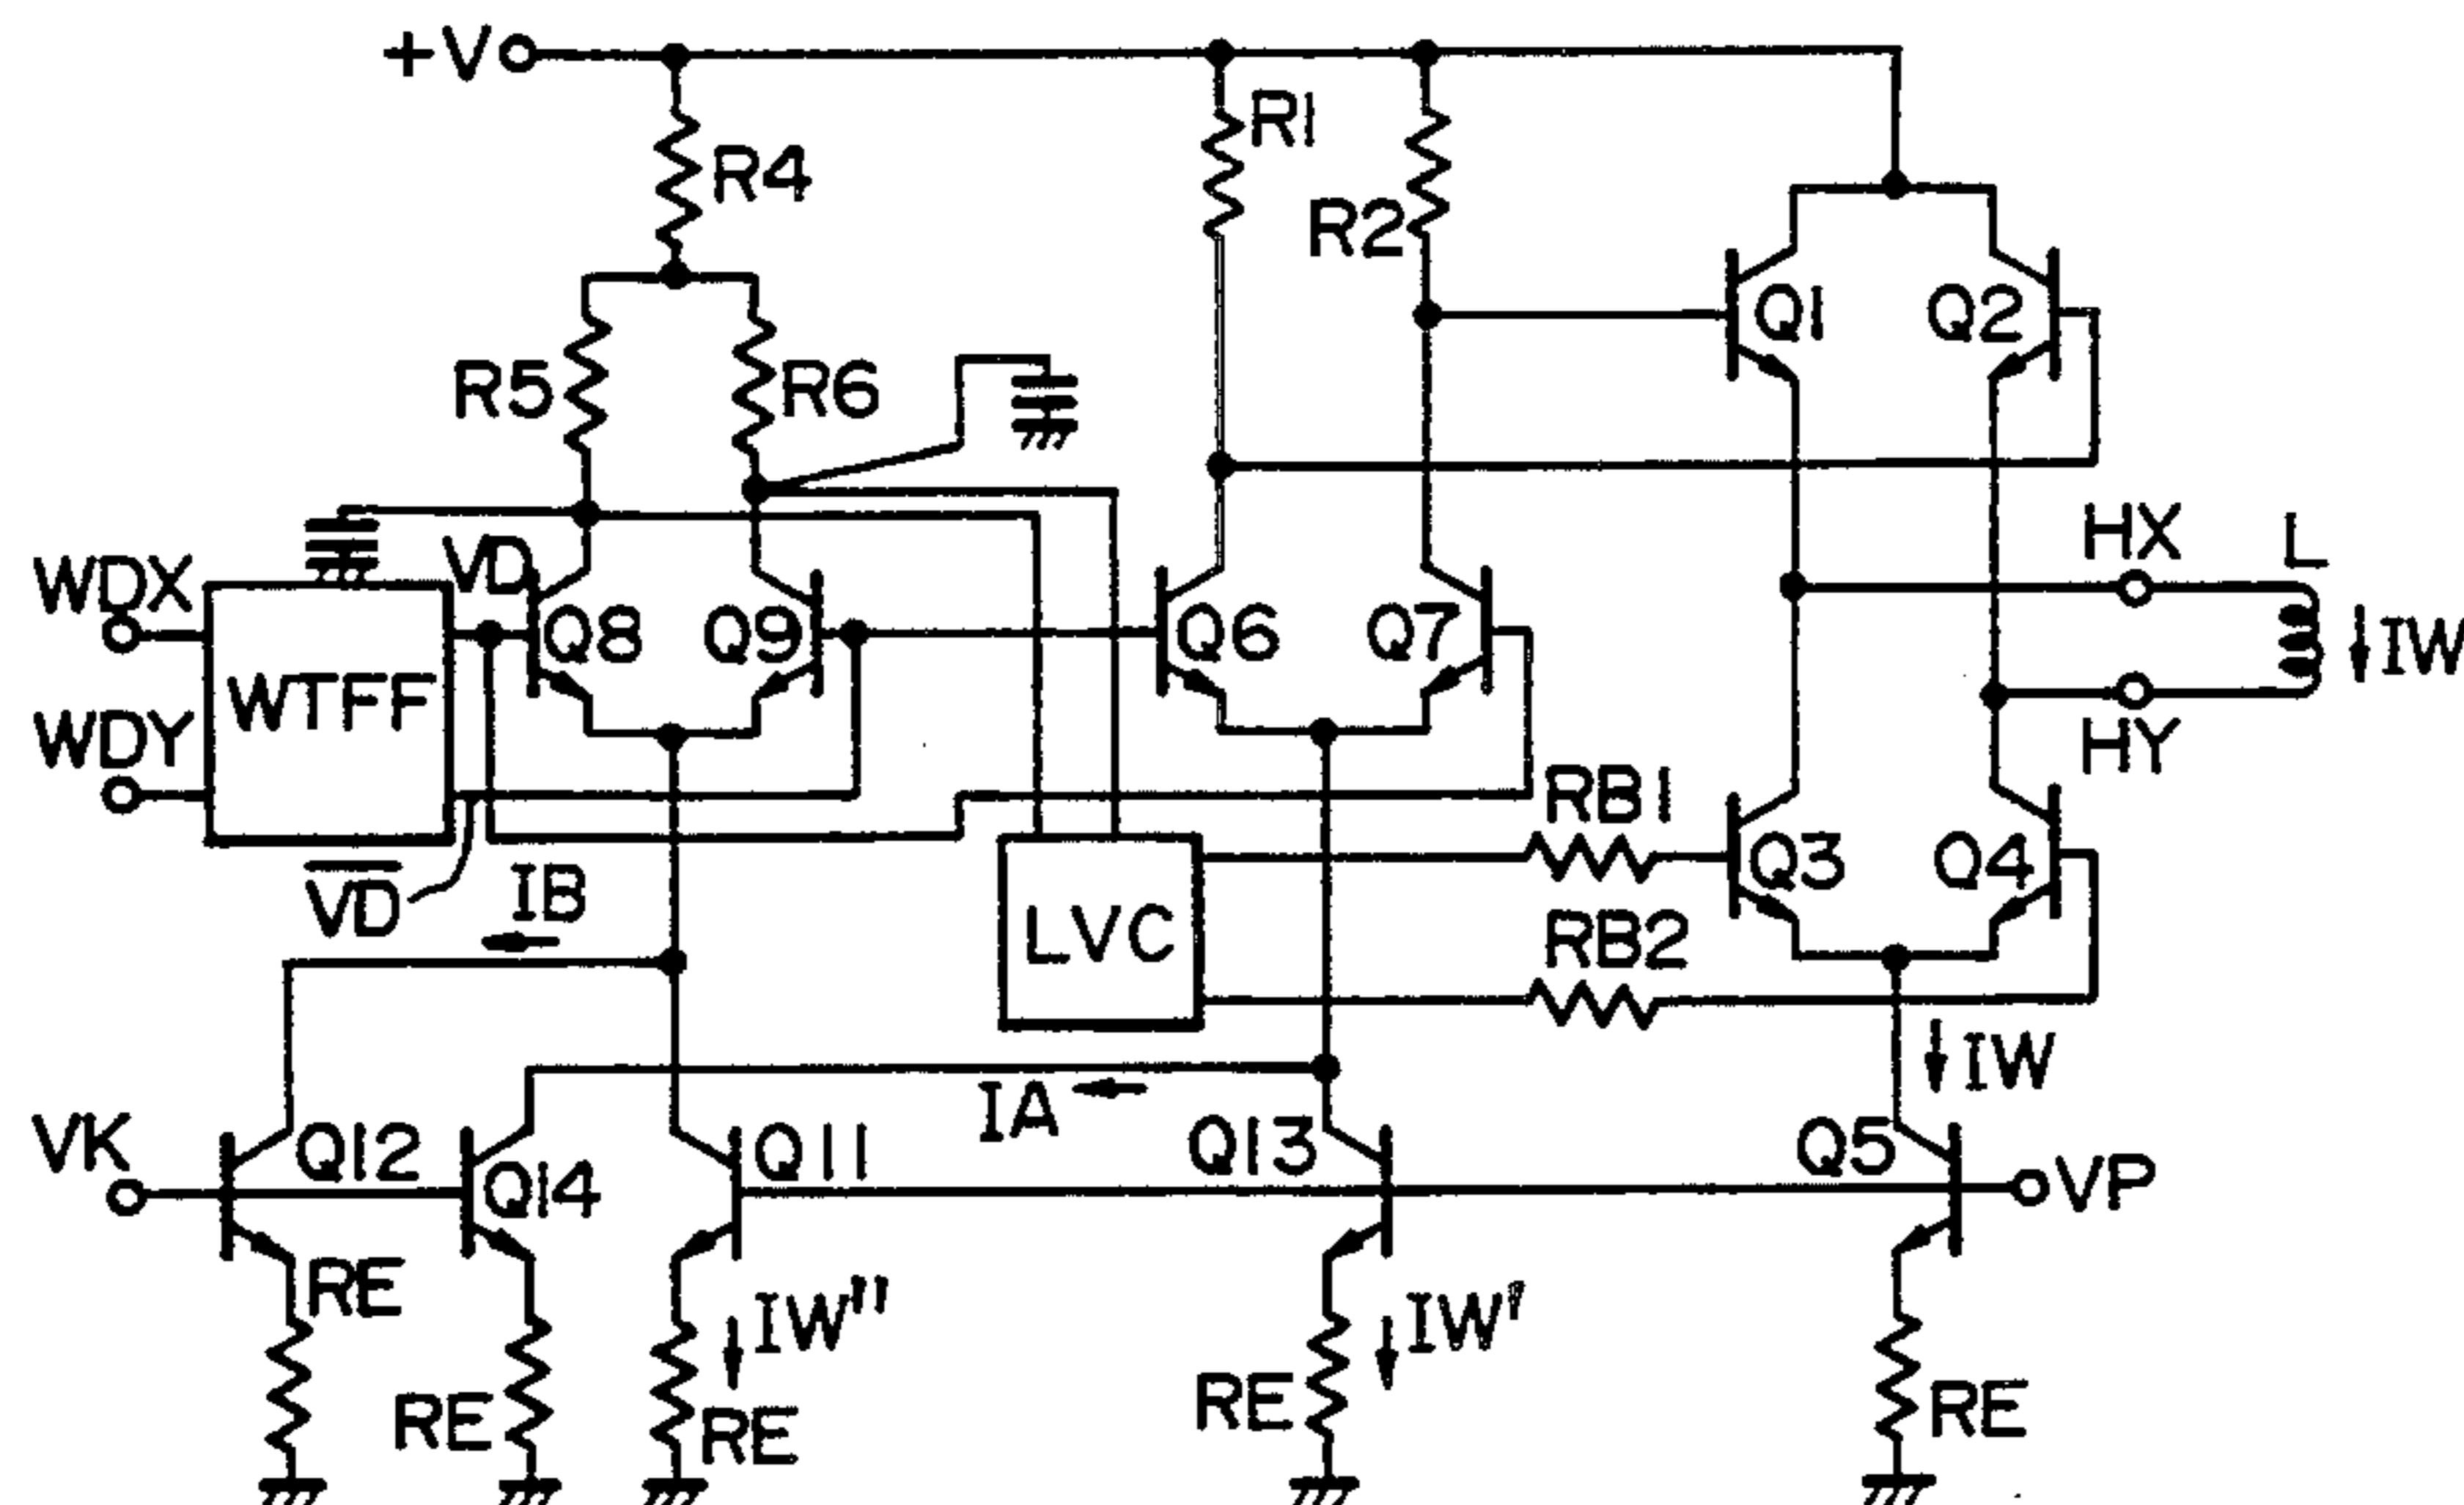 +V
R1
R4
R2
Q1
Q2
R5
R6
HX
L
WDX
VD
Q8
Q9
Q6
Q7
IW
WTFF
WDY
HY
RB1
Q3
Q4
VD
IB
LVC
RB2
IW
IA
VK
Q12
Q14
Q11
Q13
Q5
VP
RE
IW"
IW'
RE
RE
RE
RE